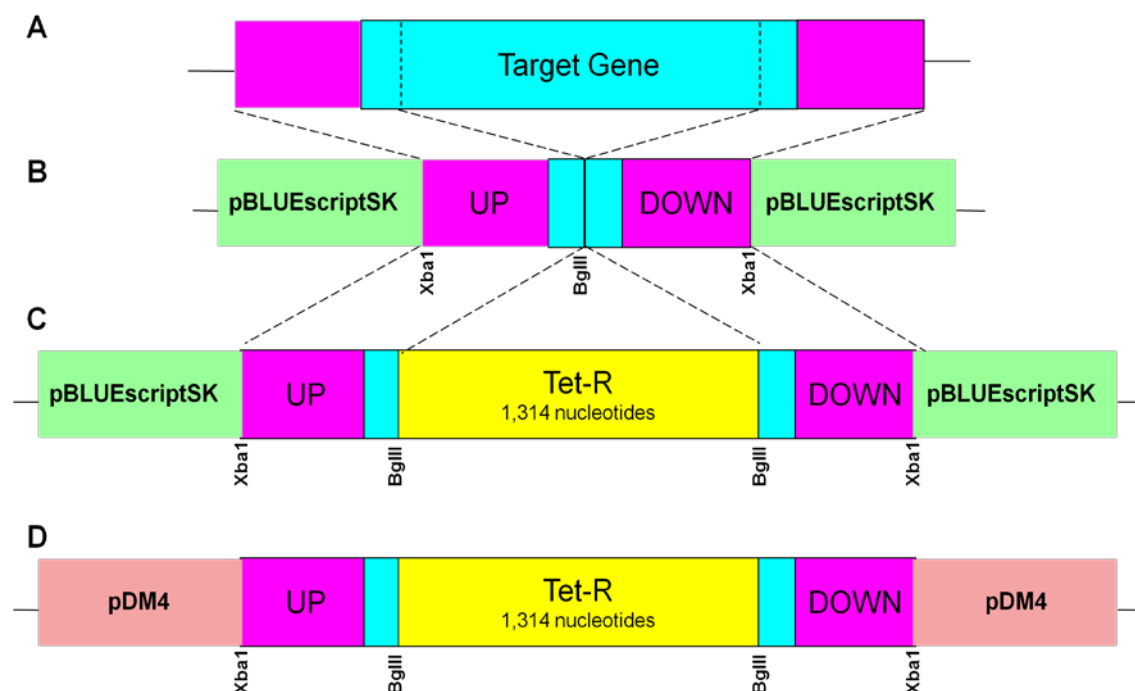 A
Target Gene
B
pBLUEscriptSK
UP
DOWN
pBLUEscriptSK
Xba1
BglII
Xba1
C
pBLUEscriptSK
UP
Tet-R
1,314 nucleotides
DOWN
pBLUEscriptSK
Xba1
BglII
BglII
Xba1
D
pDM4
UP
Tet-R
1,314 nucleotides
DOWN
pDM4
Xba1
BglII
BglII
Xba1